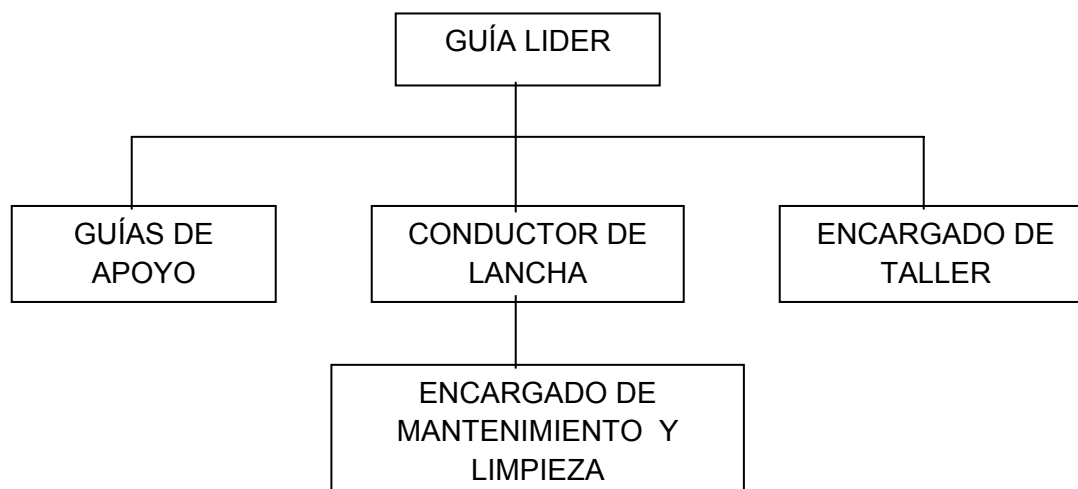 GUÍA LIDER
GUÍAS DE
APOYO
CONDUCTOR DE
LANCHA
ENCARGADO DE
TALLER
ENCARGADO DE
MANTENIMIENTO Y
LIMPIEZA